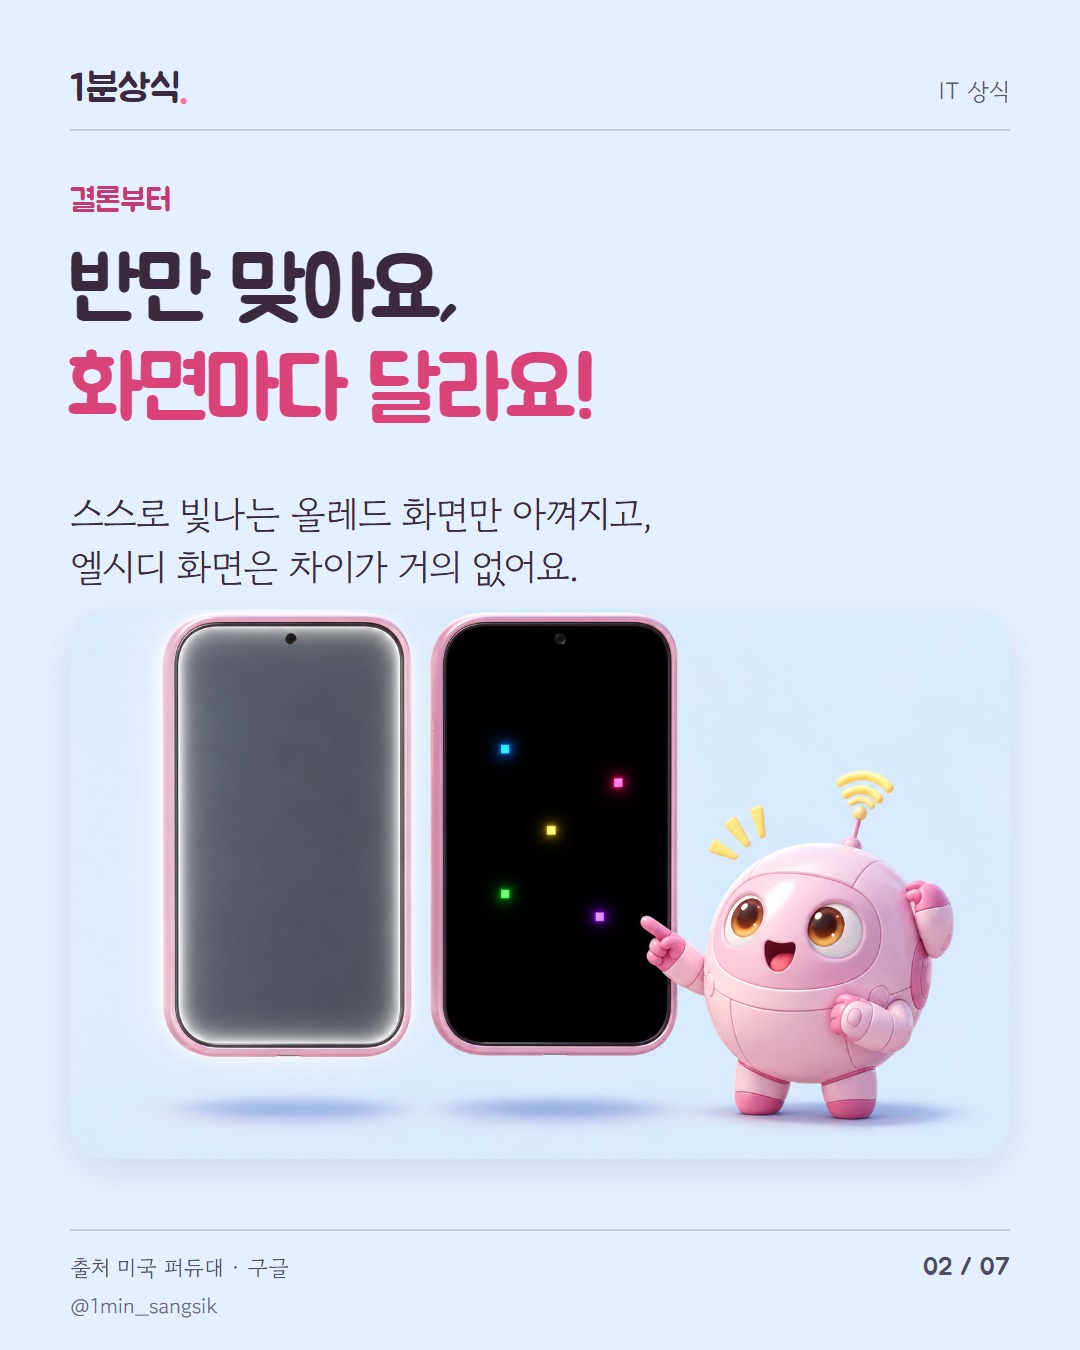 1분상식.
IT 상식
결론부터
반만 맞아요,
화면마다 달라요!
스스로 빛나는 올레드 화면만 아껴지고,
엘시디 화면은 차이가 거의 없어요.
출처 미국 퍼듀대 · 구글
02 / 07
@1min_sangsik